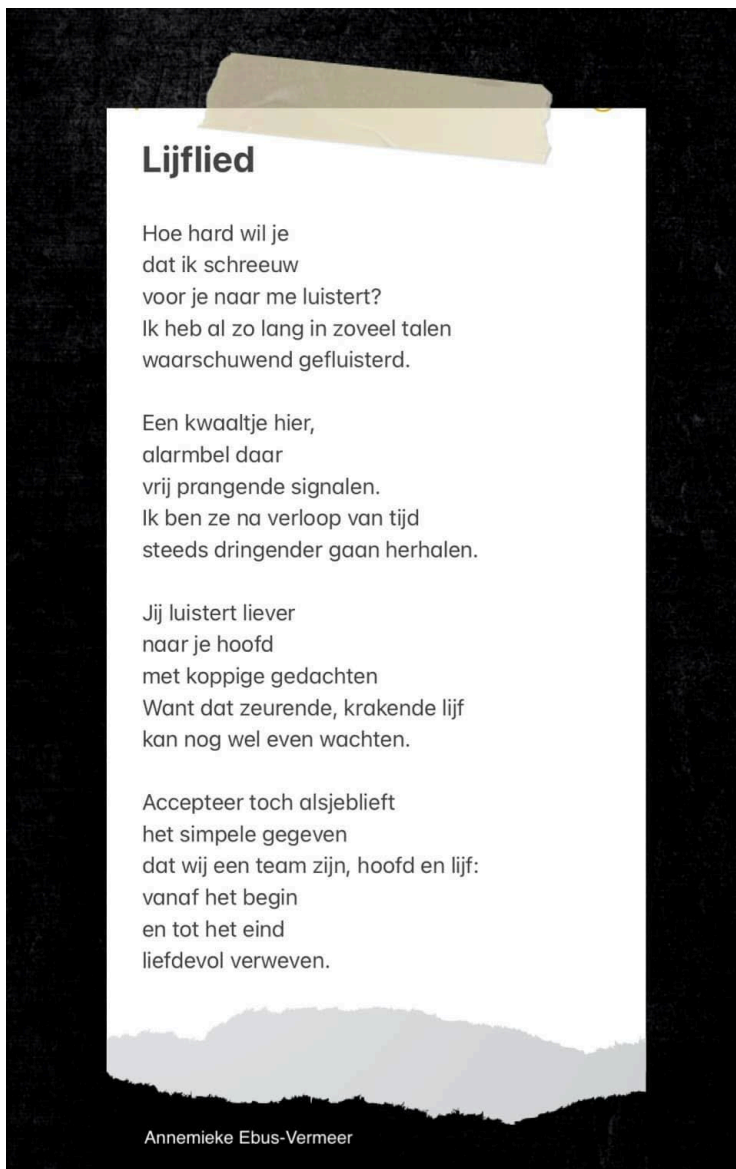 Lijflied
Hoe hard wil je
dat ik schreeuw
voor je naar me luistert?
Ik heb al zo lang in zoveel talen
waarschuwend gefluisterd.
Een kwaaltje hier,
alarmbel daar
vrij prangende signalen.
Ik ben ze na verloop van tijd
steeds dringender gaan herhalen.
Jij luistert liever
naar je hoofd
met koppige gedachten
Want dat zeurende, krakende lijf
kan nog wel even wachten.
Accepteer toch alsjeblieft
het simpele gegeven
dat wij een team zijn, hoofd en lijf:
vanaf het begin
en tot het eind
liefdevol verweven.
Annemieke Ebus-Vermeer